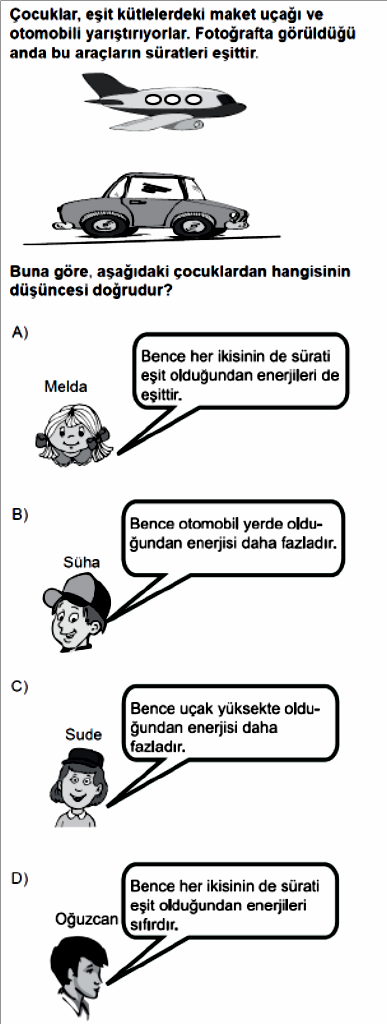 Çocuklar, eşit kütlelerdeki maket uçağı ve
otomobili yarıştırıyorlar. Fotoğrafta görüldüğü
anda bu araçların süratleri eşittir.
Buna göre, aşağıdaki çocuklardan hangisinin
düşüncesi doğrudur?
A)
Bence her ikisinin de sürati
eşit olduğundan enerjileri de
eşittir.
Melda
B)
Bence otomobil yerde oldu-
ğundan enerjisi daha fazladır.
Süha
C)
Bence uçak yüksekte oldu-
ğundan enerjisi daha
fazladır.
Sude
D)
Bence her ikisinin de sürati
eşit olduğundan enerjileri
sıfırdır.
Oğuzcan